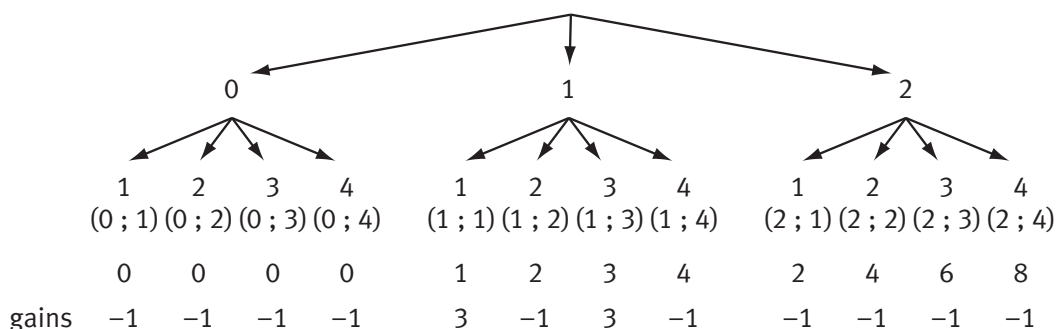 0 1 2
1 2 3 4 1 2 3 4 1 2 3 4
(0 ; 1) (0 ; 2) (0 ; 3) (0 ; 4) (1 ; 1) (1 ; 2) (1 ; 3) (1 ; 4) (2 ; 1) (2 ; 2) (2 ; 3) (2 ; 4)
0 0 0 0 1 2 3 4 2 4 6 8
gains –1 –1 –1 –1 3 –1 3 –1 –1 –1 –1 –1